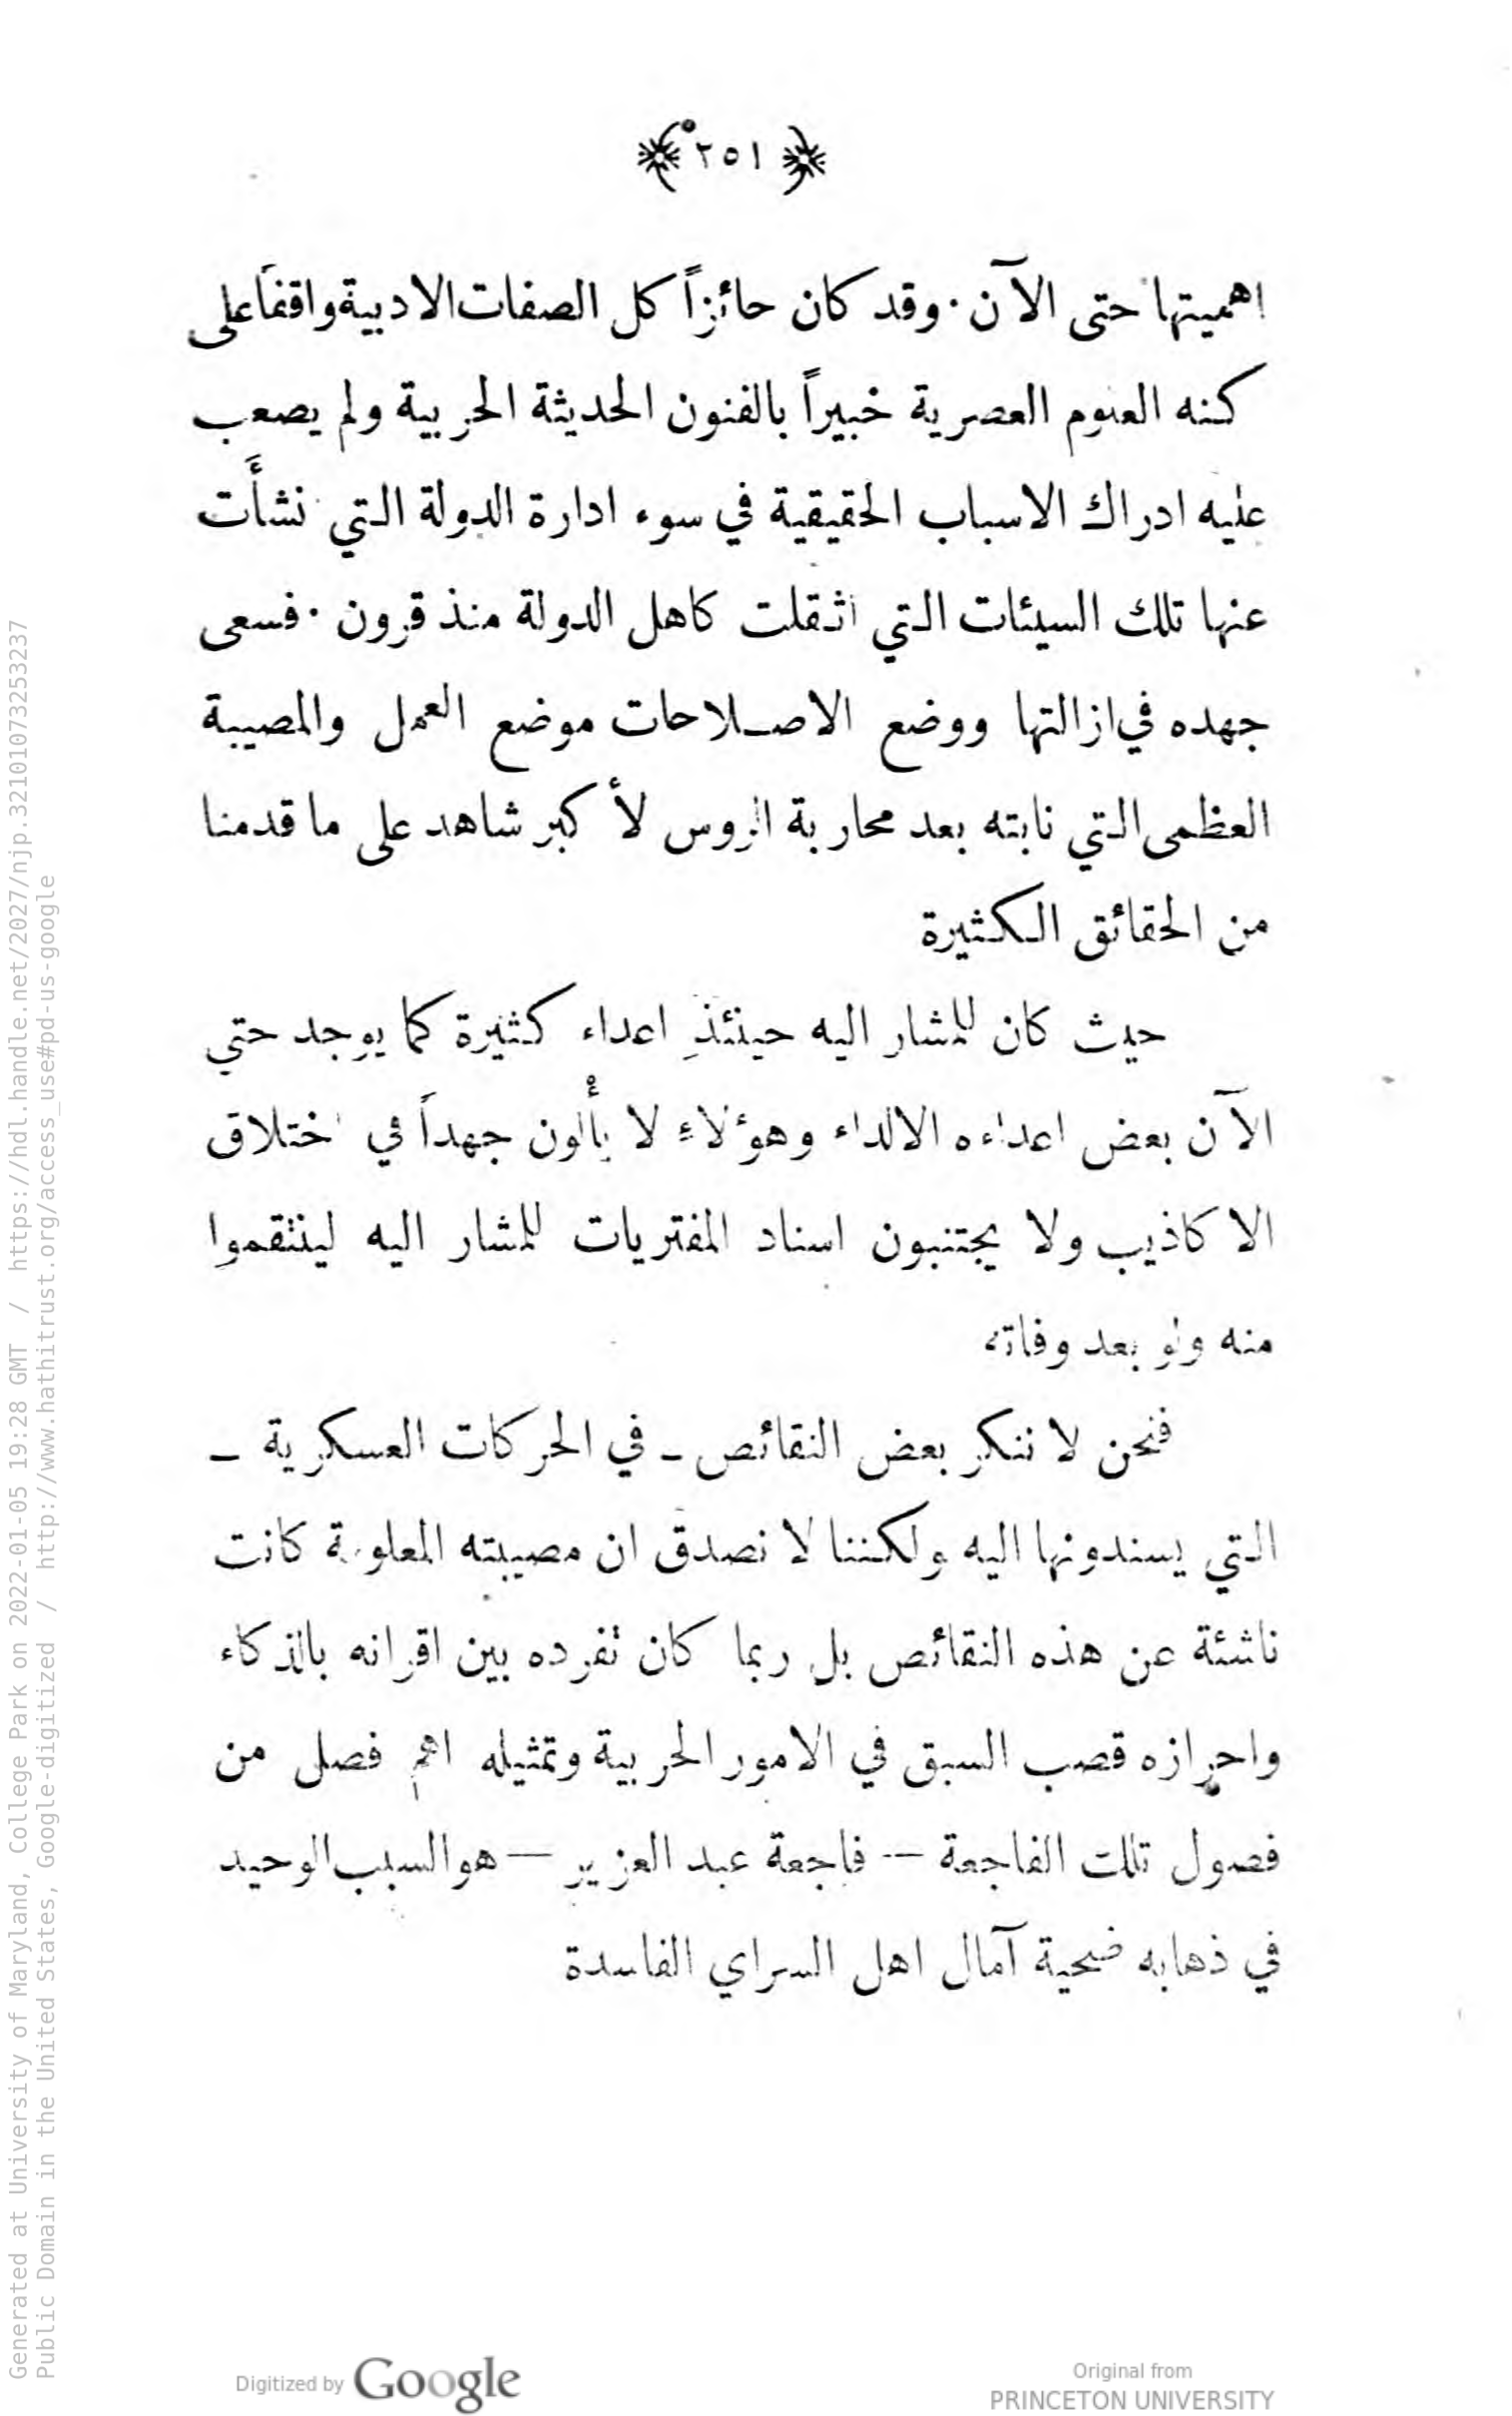 ٢٥١
اهميتها حتى الآن · وقد كان حائزاً كل الصفات الادبية واقفاً على
كنه العلوم العصرية خبيراً بالفنون الحديثة الحربية ولم يصعب
عليه ادراك الاسباب الحقيقية في سوء ادارة الدولة التي نشأَت
عنها تلك السيئات التي اثقلت كاهل الدولة منذ قرون · فسعى
جهده في ازالتها ووضع الاصلاحات موضع العمل والمصيبة
العظمى التي نابته بعد محاربة الروس لأكبر شاهد على ما قدمنا
من الحقائق الكثيرة
حيث كان للمشار اليه حينئذٍ اعداء كثيرة كما يوجد حتي
الآن بعض اعداءه الالداء وهوٴلاءِ لا يأْلون جهداً في اختلاق
الاكاذيب ولا يجتنبون اسناد المفتريات للمشار اليه لينتقموا
منه ولو بعد وفاته
فنحن لا ننكر بعض النقائص ـ في الحركات العسكرية ـ
التي يسندونها اليه ولكننا لا نصدق ان مصيبته المعلومة كانت
ناشئة عن هذه النقائص بل ربما كان تفرده بين اقرانه بالذكاء
واحرازه قصب السبق في الامور الحربية وتمثيله اهم فصل من
فصول تلك الفاجعة — فاجعة عبد العزيز — هو السبب الوحيد
في ذهابه ضحية آمال اهل السراي الفاسدة
Digitized by Google
Original from
PRINCETON UNIVERSITY
Generated at University of Maryland, College Park on 2022-01-05 19:28 GMT / https://hdl.handle.net/2027/njp.32101073253237
Public Domain in the United States, Google-digitized / http://www.hathitrust.org/access_use#pd-us-google